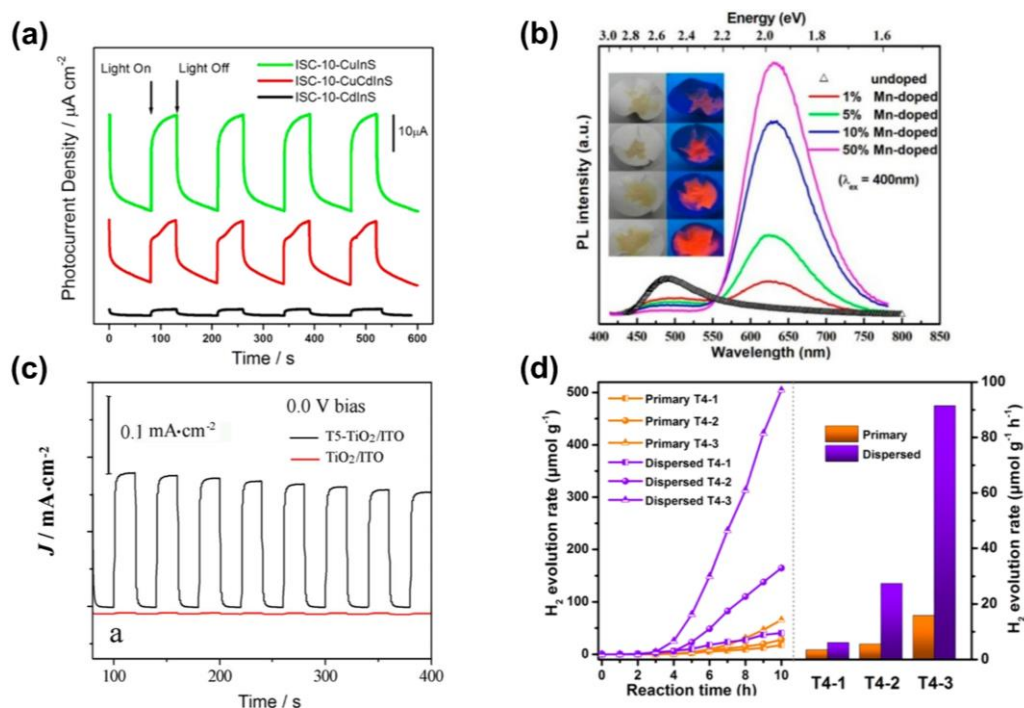 (a)
Light On
Light Off
ISC-10-CuInS
ISC-10-CuCdInS
ISC-10-CdInS
10μA
Photocurrent Density / μA cm⁻²
0 100 200 300 400 500 600
Time / s
(b)
Energy (eV)
3.0 2.8 2.6 2.4 2.2 2 1.8 1.6
undoped
1% Mn-doped
5% Mn-doped
10% Mn-doped
50% Mn-doped
(λex = 400nm)
PL intensity (a.u.)
400 450 500 550 600 650 700 750 800 850
Wavelength (nm)
(c)
0.0 V bias
0.1 mA·cm⁻²
T5-TiO₂/ITO
TiO₂/ITO
J / mA·cm⁻²
a
100 200 300 400
Time / s
(d)
500
400
300
200
100
0
H₂ evolution rate (μmol g⁻¹)
Primary T4-1
Primary T4-2
Primary T4-3
Dispersed T4-1
Dispersed T4-2
Dispersed T4-3
Primary
Dispersed
100
90
80
70
60
50
40
30
20
10
0
H₂ evolution rate (μmol g⁻¹ h⁻¹)
0 2 4 6 8 10
T4-1 T4-2 T4-3
Reaction time (h)